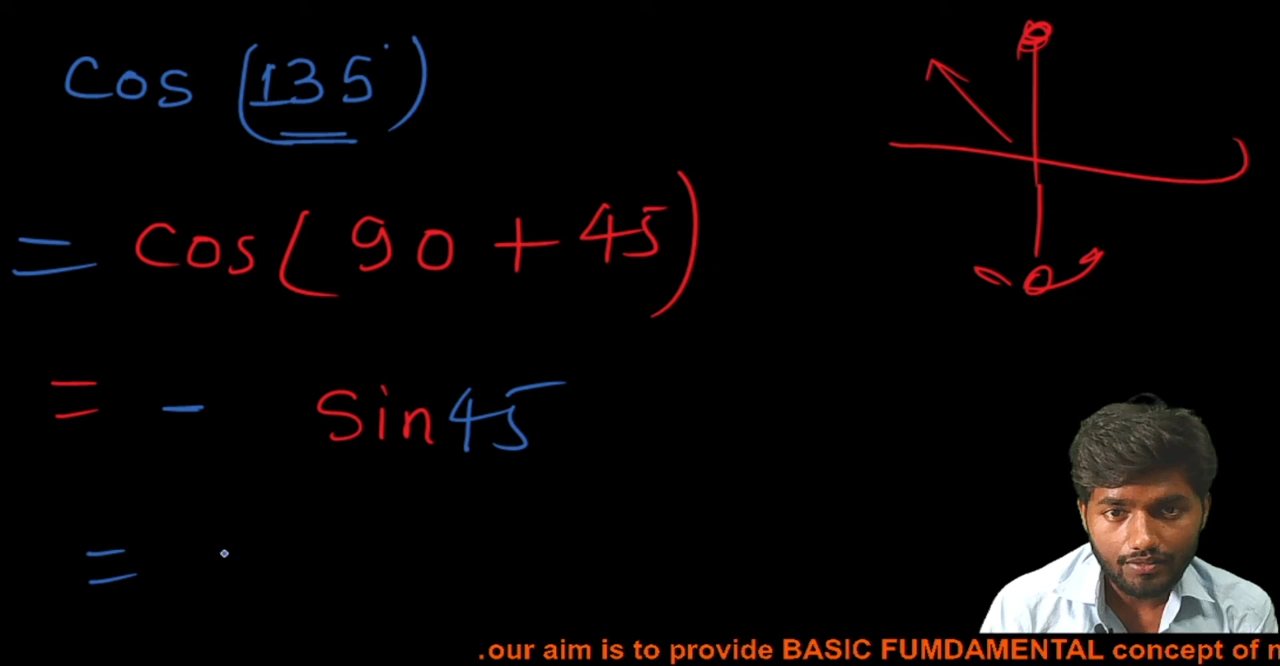 Cos (135°)
= Cos(90 + 45)
= - Sin45
=
.our aim is to provide BASIC FUMDAMENTAL concept of